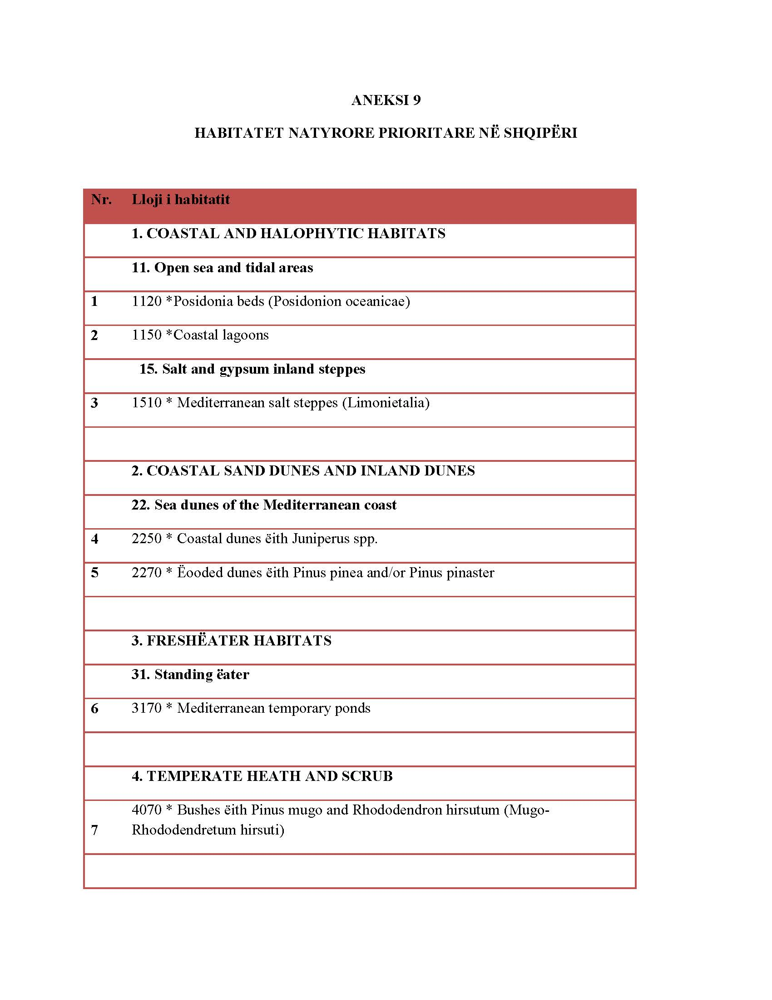 ANEKSI 9
HABITATET NATYRORE PRIORITARE NË SHQIPËRI
Nr. Lloji i habitatit
1. COASTAL AND HALOPHYTIC HABITATS
11. Open sea and tidal areas
1 1120 *Posidonia beds (Posidonion oceanicae)
2 1150 *Coastal lagoons
15. Salt and gypsum inland steppes
3 1510 * Mediterranean salt steppes (Limonietalia)
2. COASTAL SAND DUNES AND INLAND DUNES
22. Sea dunes of the Mediterranean coast
4 2250 * Coastal dunes ëith Juniperus spp.
5 2270 * Ëooded dunes ëith Pinus pinea and/or Pinus pinaster
3. FRESHËATER HABITATS
31. Standing ëater
6 3170 * Mediterranean temporary ponds
4. TEMPERATE HEATH AND SCRUB
4070 * Bushes ëith Pinus mugo and Rhododendron hirsutum (Mugo-
7 Rhododendretum hirsuti)